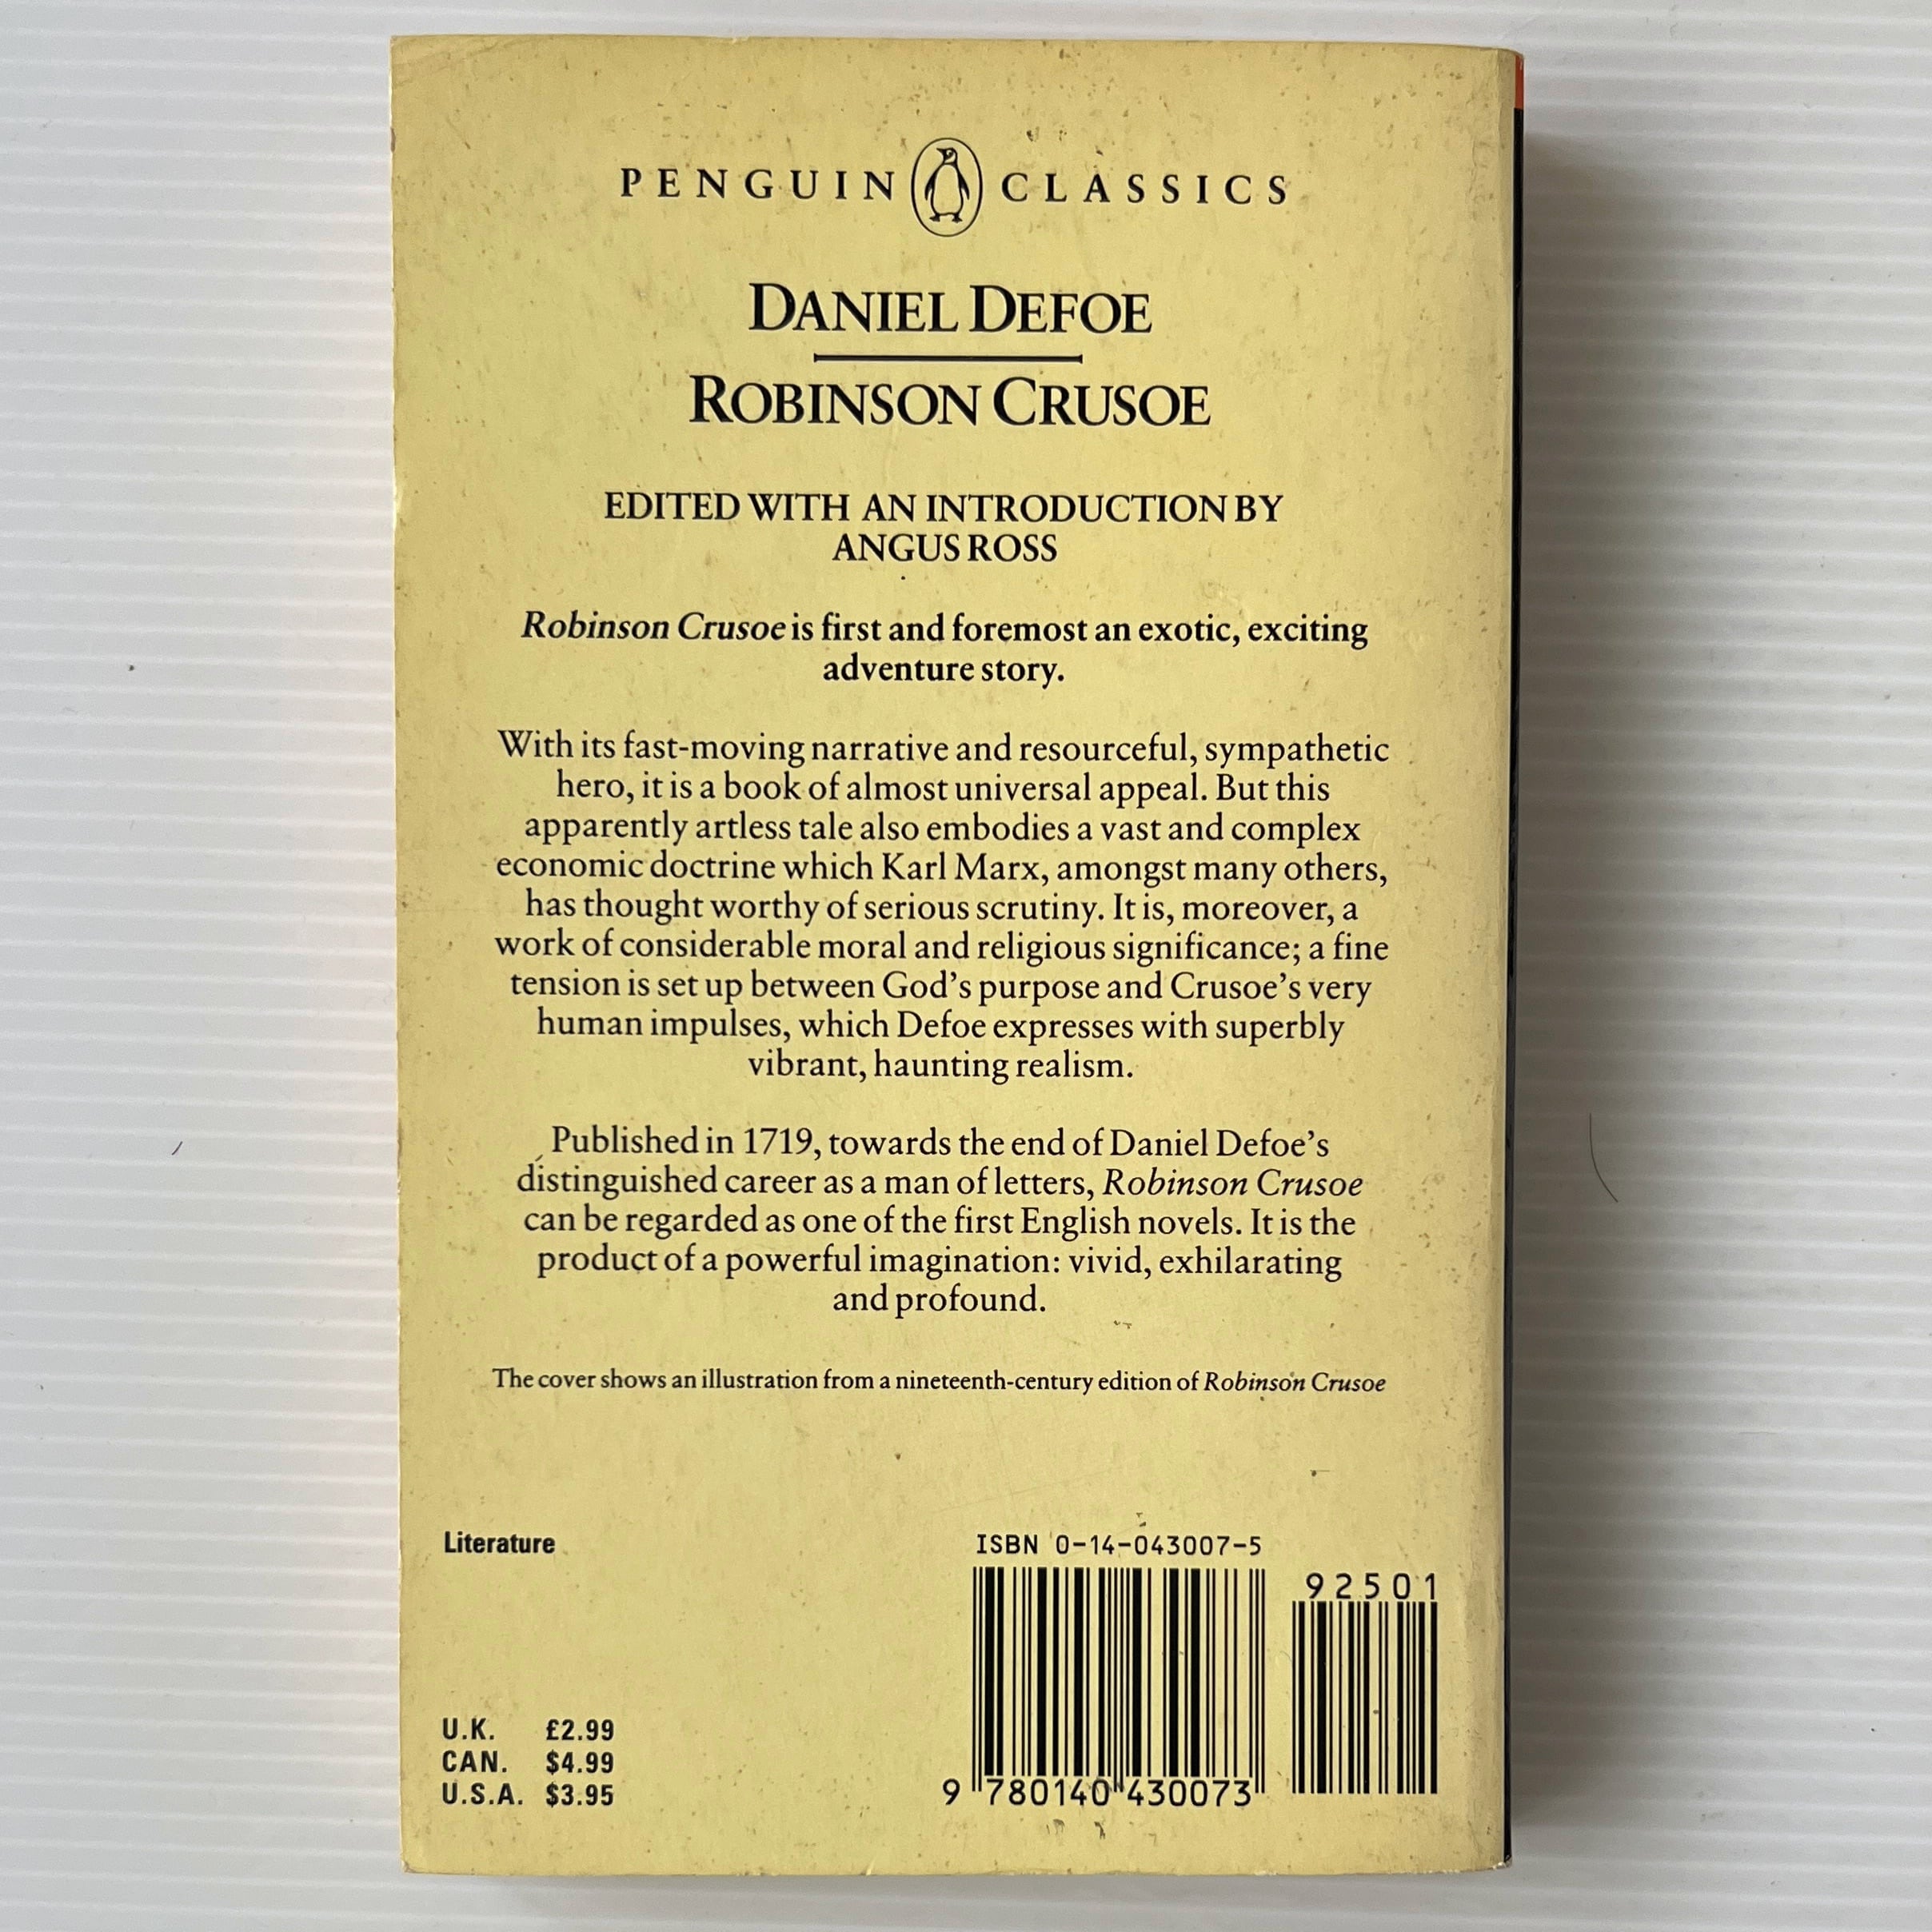 PENGUIN CLASSICS
DANIEL DEFOE
ROBINSON CRUSOE
EDITED WITH AN INTRODUCTION BY
ANGUS ROSS
Robinson Crusoe is first and foremost an exotic, exciting
adventure story.
With its fast-moving narrative and resourceful, sympathetic
hero, it is a book of almost universal appeal. But this
apparently artless tale also embodies a vast and complex
economic doctrine which Karl Marx, amongst many others,
has thought worthy of serious scrutiny. It is, moreover, a
work of considerable moral and religious significance; a fine
tension is set up between God's purpose and Crusoe's very
human impulses, which Defoe expresses with superbly
vibrant, haunting realism.
Published in 1719, towards the end of Daniel Defoe's
distinguished career as a man of letters, Robinson Crusoe
can be regarded as one of the first English novels. It is the
product of a powerful imagination: vivid, exhilarating
and profound.
The cover shows an illustration from a nineteenth-century edition of Robinson Crusoe
Literature
ISBN 0-14-043007-5
92501
U.K. £2.99
CAN. $4.99
U.S.A. $3.95
9 780140 430073